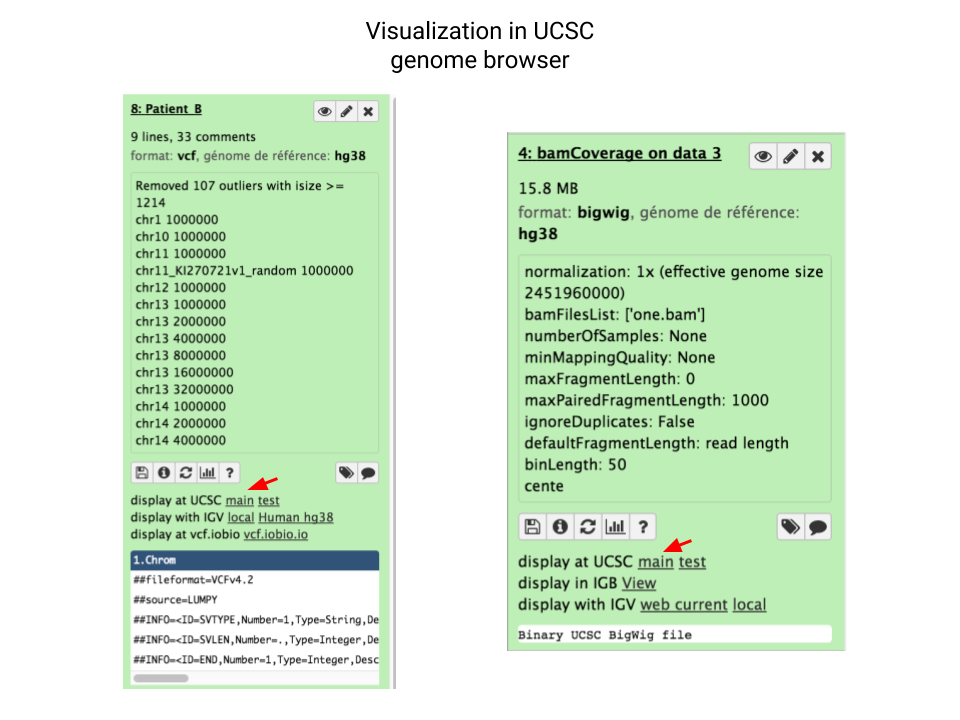 Visualization in UCSC
genome browser
8: Patient_B
9 lines, 33 comments
format: vcf, génome de référence: hg38
Removed 107 outliers with isize >=
1214
chr1 1000000
chr10 1000000
chr11 1000000
chr11_KI270721v1_random 1000000
chr12 1000000
chr13 1000000
chr13 2000000
chr13 4000000
chr13 8000000
chr13 16000000
chr13 32000000
chr14 1000000
chr14 2000000
chr14 4000000
?
display at UCSC main test
display with IGV local Human hg38
display at vcf.iobio vcf.iobio.io
1.Chrom
##fileformat=VCFv4.2
##source=LUMPY
##INFO=<ID=SVTYPE,Number=1,Type=String,De
##INFO=<ID=SVLEN,Number=.,Type=Integer,De
##INFO=<ID=END,Number=1,Type=Integer,Desc
4: bamCoverage on data 3
15.8 MB
format: bigwig, génome de référence:
hg38
normalization: 1x (effective genome size
2451960000)
bamFilesList: ['one.bam']
numberOfSamples: None
minMappingQuality: None
maxFragmentLength: 0
maxPairedFragmentLength: 1000
ignoreDuplicates: False
defaultFragmentLength: read length
binLength: 50
cente
?
display at UCSC main test
display in IGB View
display with IGV web current local
Binary UCSC BigWig file